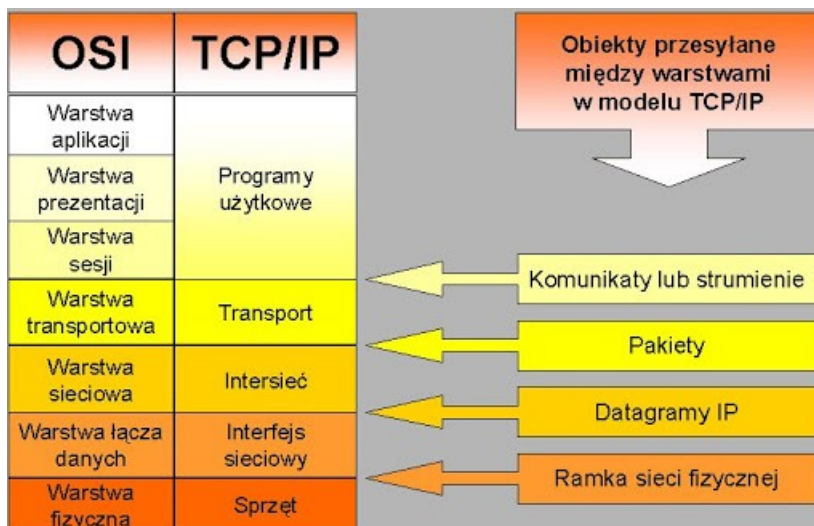 OSI
TCP/IP
Obiekty przesyłane
między warstwami
w modelu TCP/IP
Warstwa
aplikacji
Warstwa
prezentacji
Warstwa
sesji
Programy
użytkowe
Komunikaty lub strumienie
Warstwa
transportowa
Transport
Pakiety
Warstwa
sieciowa
Intersieć
Datagramy IP
Warstwa łącza
danych
Interfejs
sieciowy
Ramka sieci fizycznej
Warstwa
fizyczna
Sprzęt